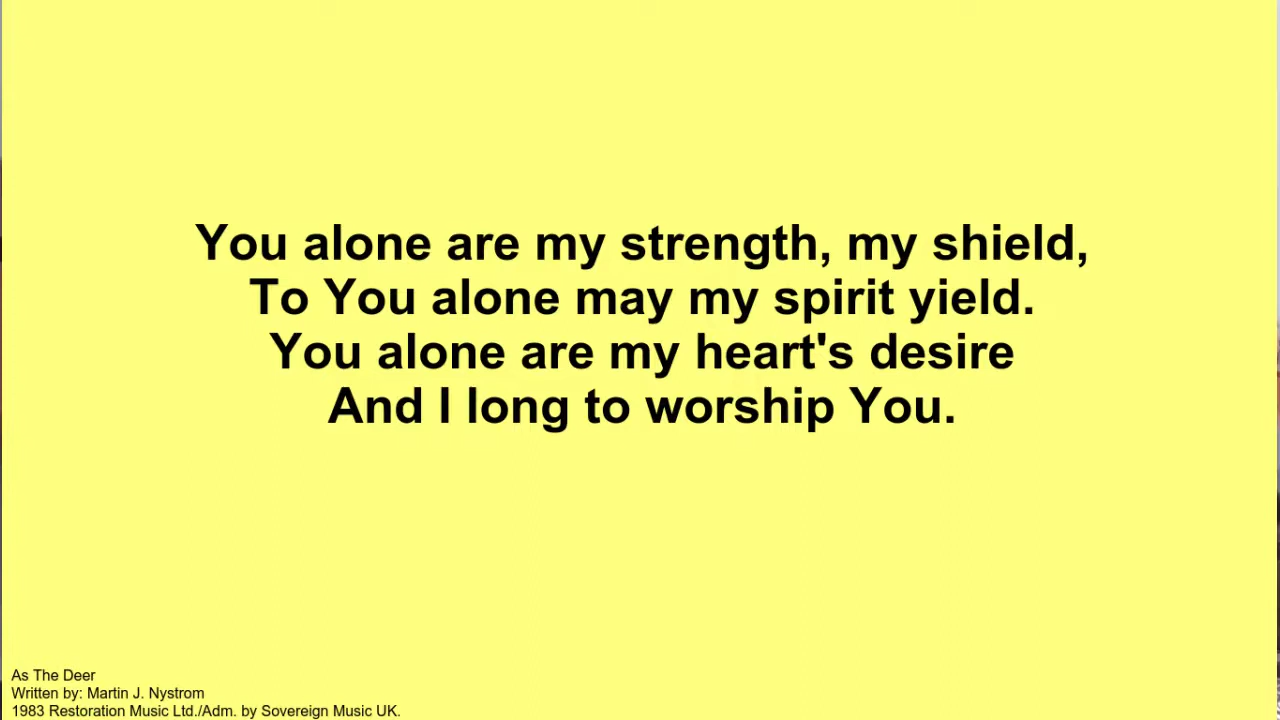 You alone are my strength, my shield,
To You alone may my spirit yield.
You alone are my heart's desire
And I long to worship You.
As The Deer
Written by: Martin J. Nystrom
1983 Restoration Music Ltd./Adm. by Sovereign Music UK.